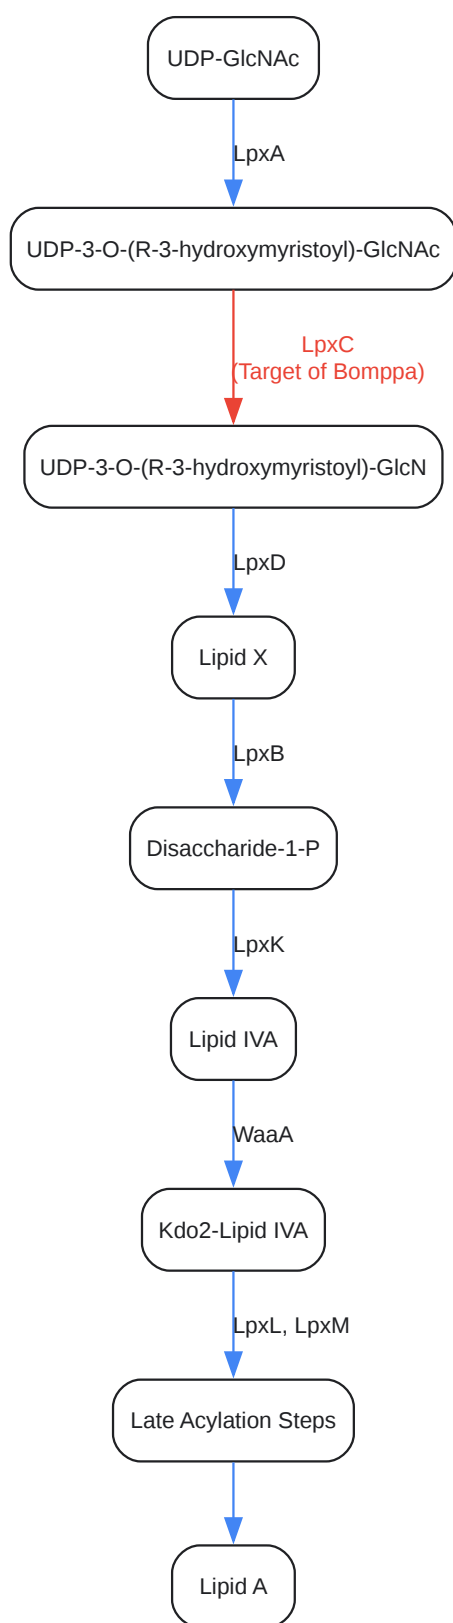 UDP-GlcNAc
LpxA
UDP-3-O-(R-3-hydroxymyristoyl)-GlcNAc
LpxC
(Target of Bomppa)
UDP-3-O-(R-3-hydroxymyristoyl)-GlcN
LpxD
Lipid X
LpxB
Disaccharide-1-P
LpxK
Lipid IVA
WaaA
Kdo2-Lipid IVA
LpxL, LpxM
Late Acylation Steps
Lipid A